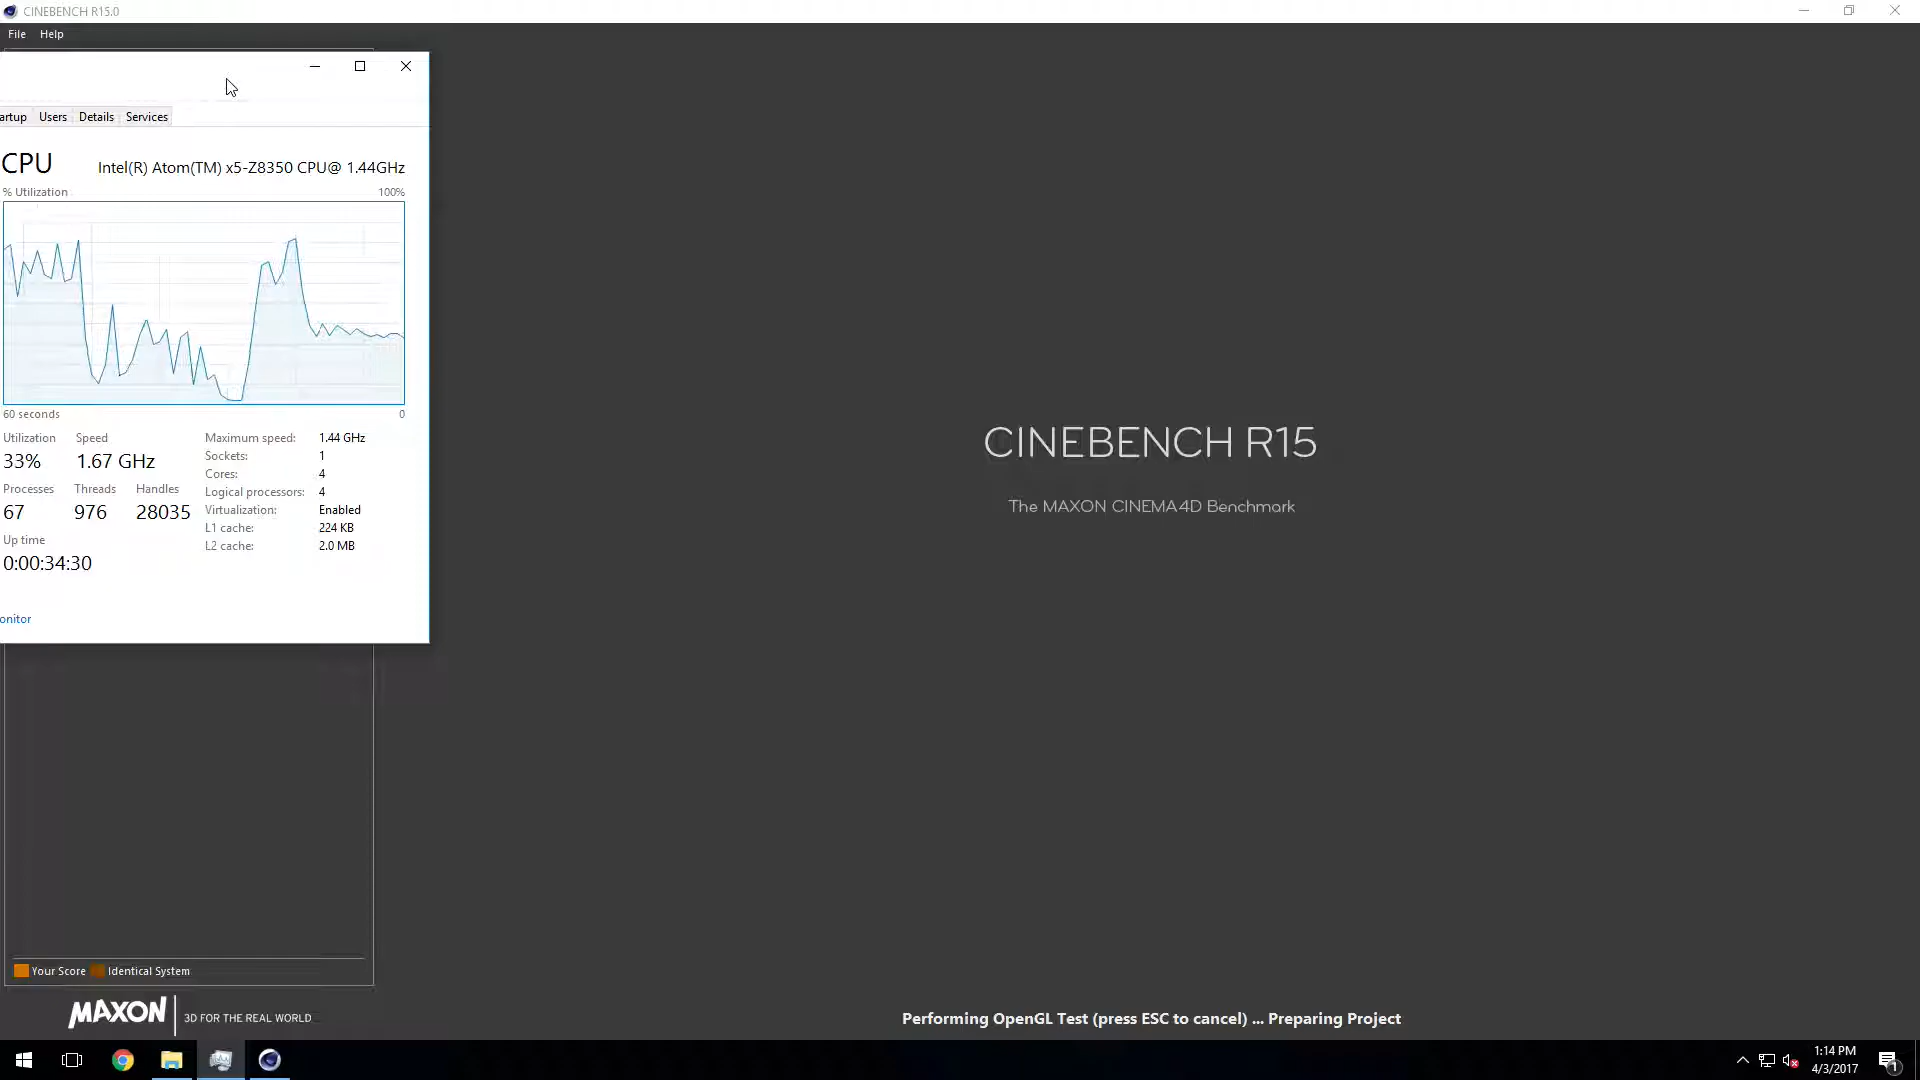 CINEBENCH R15.0
File Help
artup Users Details Services
CPU Intel(R) Atom(TM) x5-Z8350 CPU@ 1.44GHz
% Utilization 100%
60 seconds 0
Utilization Speed
33% 1.67 GHz
Processes Threads Handles
67 976 28035
Up time
0:00:34:30
Maximum speed: 1.44 GHz
Sockets: 1
Cores: 4
Logical processors: 4
Virtualization: Enabled
L1 cache: 224 KB
L2 cache: 2.0 MB
onitor
CINEBENCH R15
The MAXON CINEMA4D Benchmark
Your Score Identical System
MAXON 3D FOR THE REAL WORLD
Performing OpenGL Test (press ESC to cancel) ... Preparing Project
1:14 PM
4/3/2017
1